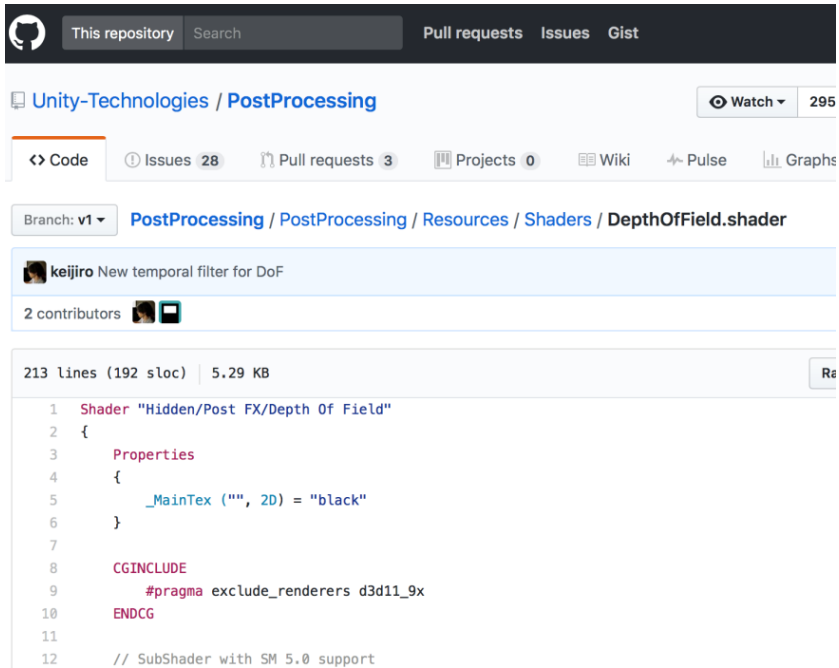 This repository Search Pull requests Issues Gist
Unity-Technologies / PostProcessing Watch 295
<> Code Issues 28 Pull requests 3 Projects 0 Wiki Pulse Graphs
Branch: v1 PostProcessing / PostProcessing / Resources / Shaders / DepthOfField.shader
keijiro New temporal filter for DoF
2 contributors
213 lines (192 sloc) 5.29 KB Ra
1 Shader "Hidden/Post FX/Depth Of Field"
2 {
3 Properties
4 {
5 _MainTex ("", 2D) = "black"
6 }
7
8 CGINCLUDE
9 #pragma exclude_renderers d3d11_9x
10 ENDCG
11
12 // SubShader with SM 5.0 support